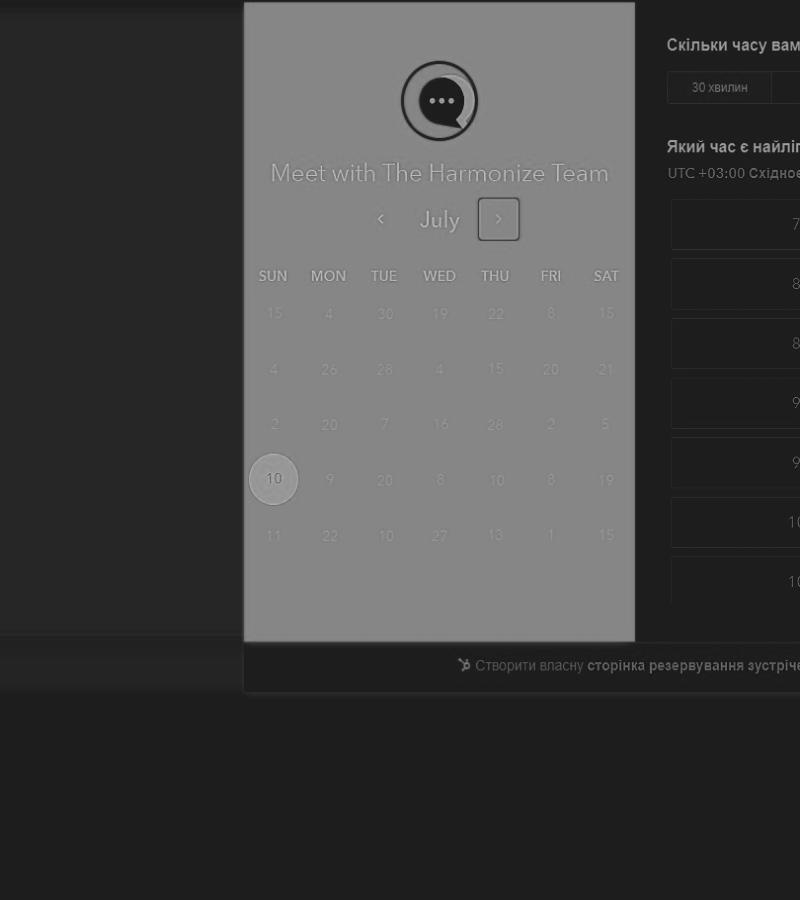 Meet with The Harmonize Team
July
SUN MON TUE WED THU FRI SAT
15 4 30 19 22 8 15
4 26 28 4 15 20 21
2 20 7 16 28 2 5
10 9 20 8 10 8 19
11 22 10 27 13 1 15
Скільки часу вам
30 хвилин
Який час є найліп
UTC +03:00 Східноє
7
8
8
9
9
10
10
Створити власну сторінка резервування зустріче